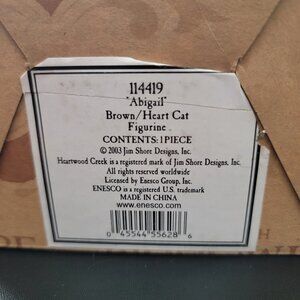 114419
"Abigail"
Brown/Heart Cat
Figurine
CONTENTS: 1 PIECE
© 2003 Jim Shore Designs, Inc.
Heartwood Creek is a registered mark of Jim Shore Designs, Inc.
All rights reserved worldwide
Licensed by Enesco Group, Inc.
ENESCO is a registered U.S. trademark
MADE IN CHINA
www.enesco.com
0 45544 55628 6